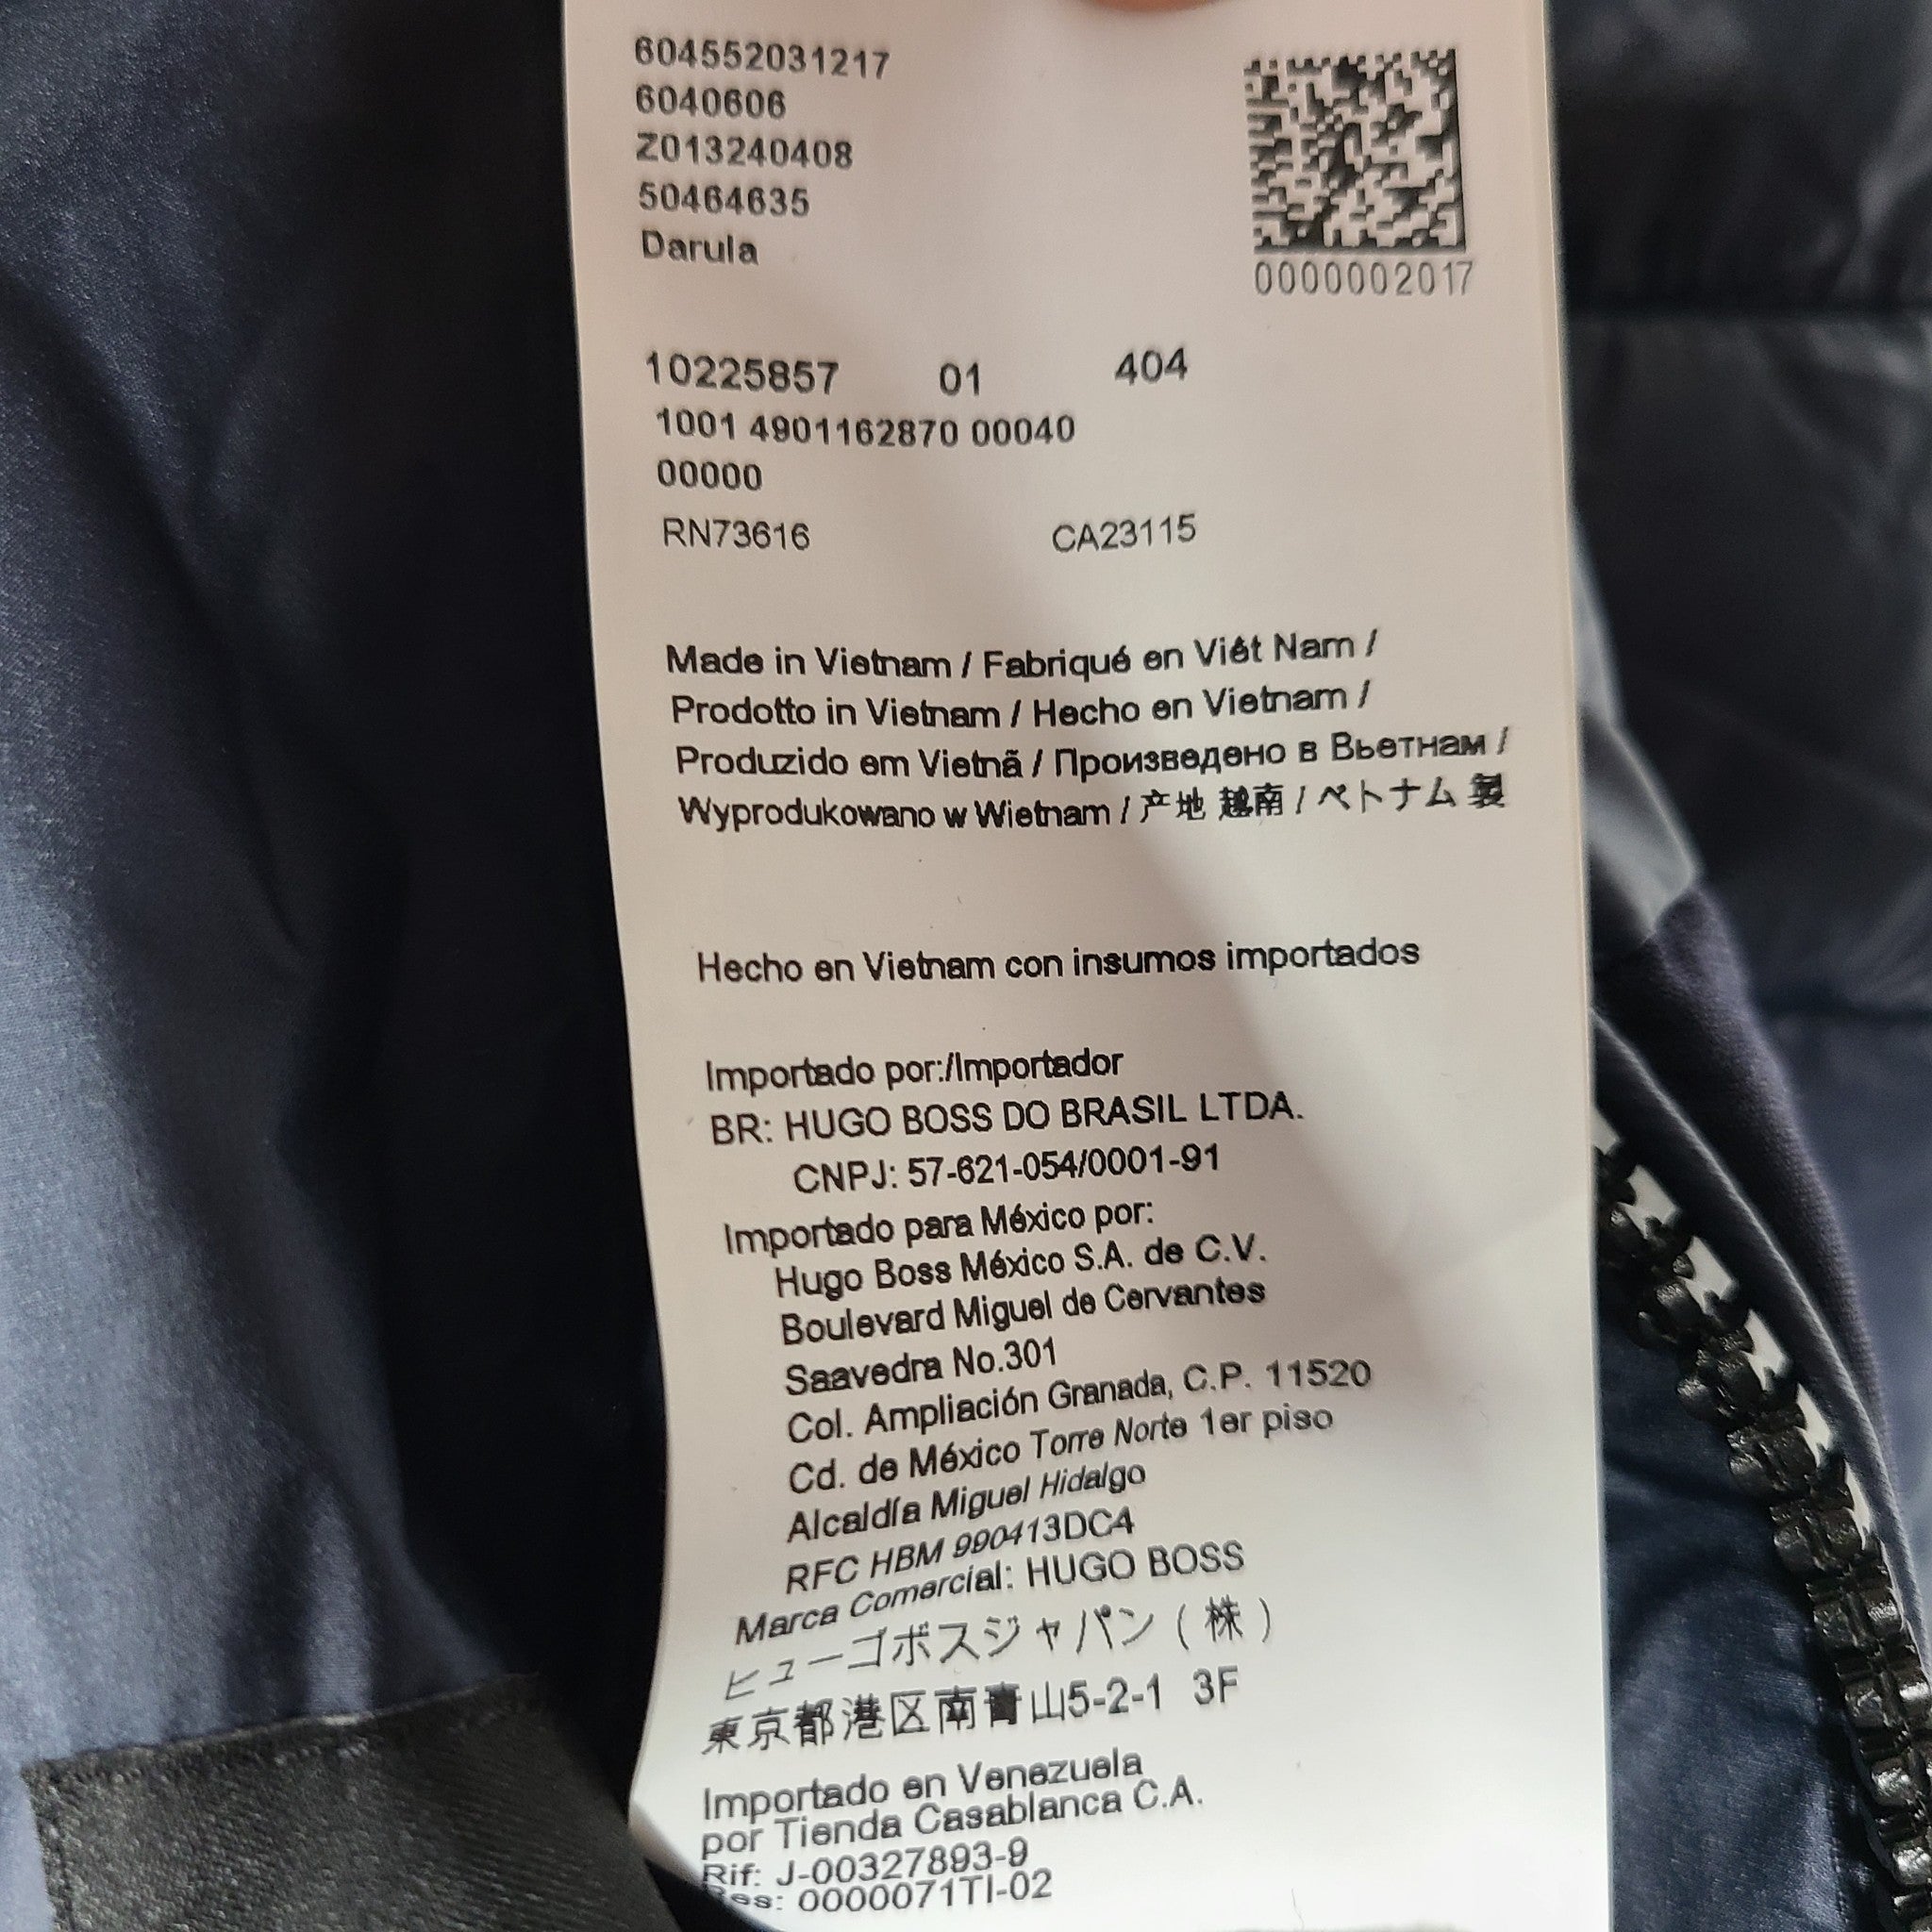 604552031217
6040606
Z013240408
50464635
Darula
0000002017
10225857 01 404
1001 4901162870 00040
00000
RN73616 CA23115
Made in Vietnam / Fabriqué en Viêt Nam /
Prodotto in Vietnam / Hecho en Vietnam /
Produzido em Vietnã / Произведено в Вьетнам /
Wyprodukowano w Wietnam / 产地 越南 / ベトナム 製
Hecho en Vietnam con insumos importados
Importado por:/Importador
BR: HUGO BOSS DO BRASIL LTDA.
CNPJ: 57-621-054/0001-91
Importado para México por:
Hugo Boss México S.A. de C.V.
Boulevard Miguel de Cervantes
Saavedra No.301
Col. Ampliación Granada, C.P. 11520
Cd. de México Torre Norte 1er piso
Alcaldía Miguel Hidalgo
RFC HBM 990413DC4
Marca Comercial: HUGO BOSS
ヒューゴボスジャパン ( 株 )
東京都港区南青山5-2-1 3F
Importado en Venezuela
por Tienda Casablanca C.A.
Rif: J-00327893-9
Res: 0000071TI-02